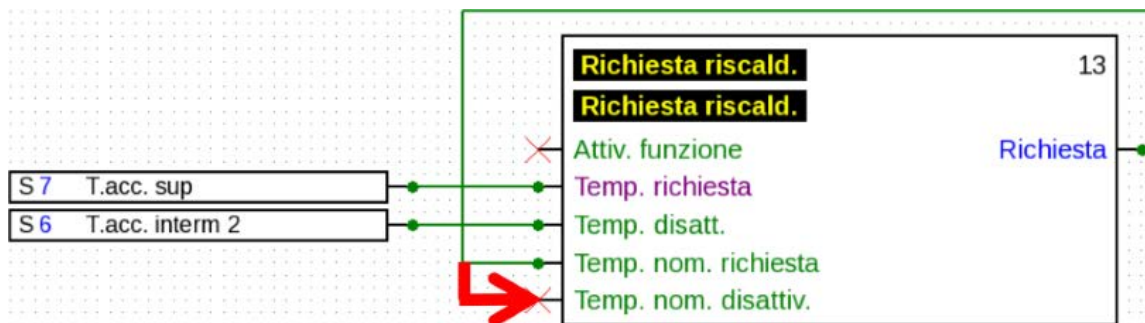 Richiesta riscald. 13
Richiesta riscald.
Attiv. funzione Richiesta
S 7 T.acc. sup Temp. richiesta
S 6 T.acc. interm 2 Temp. disatt.
Temp. nom. richiesta
Temp. nom. disattiv.